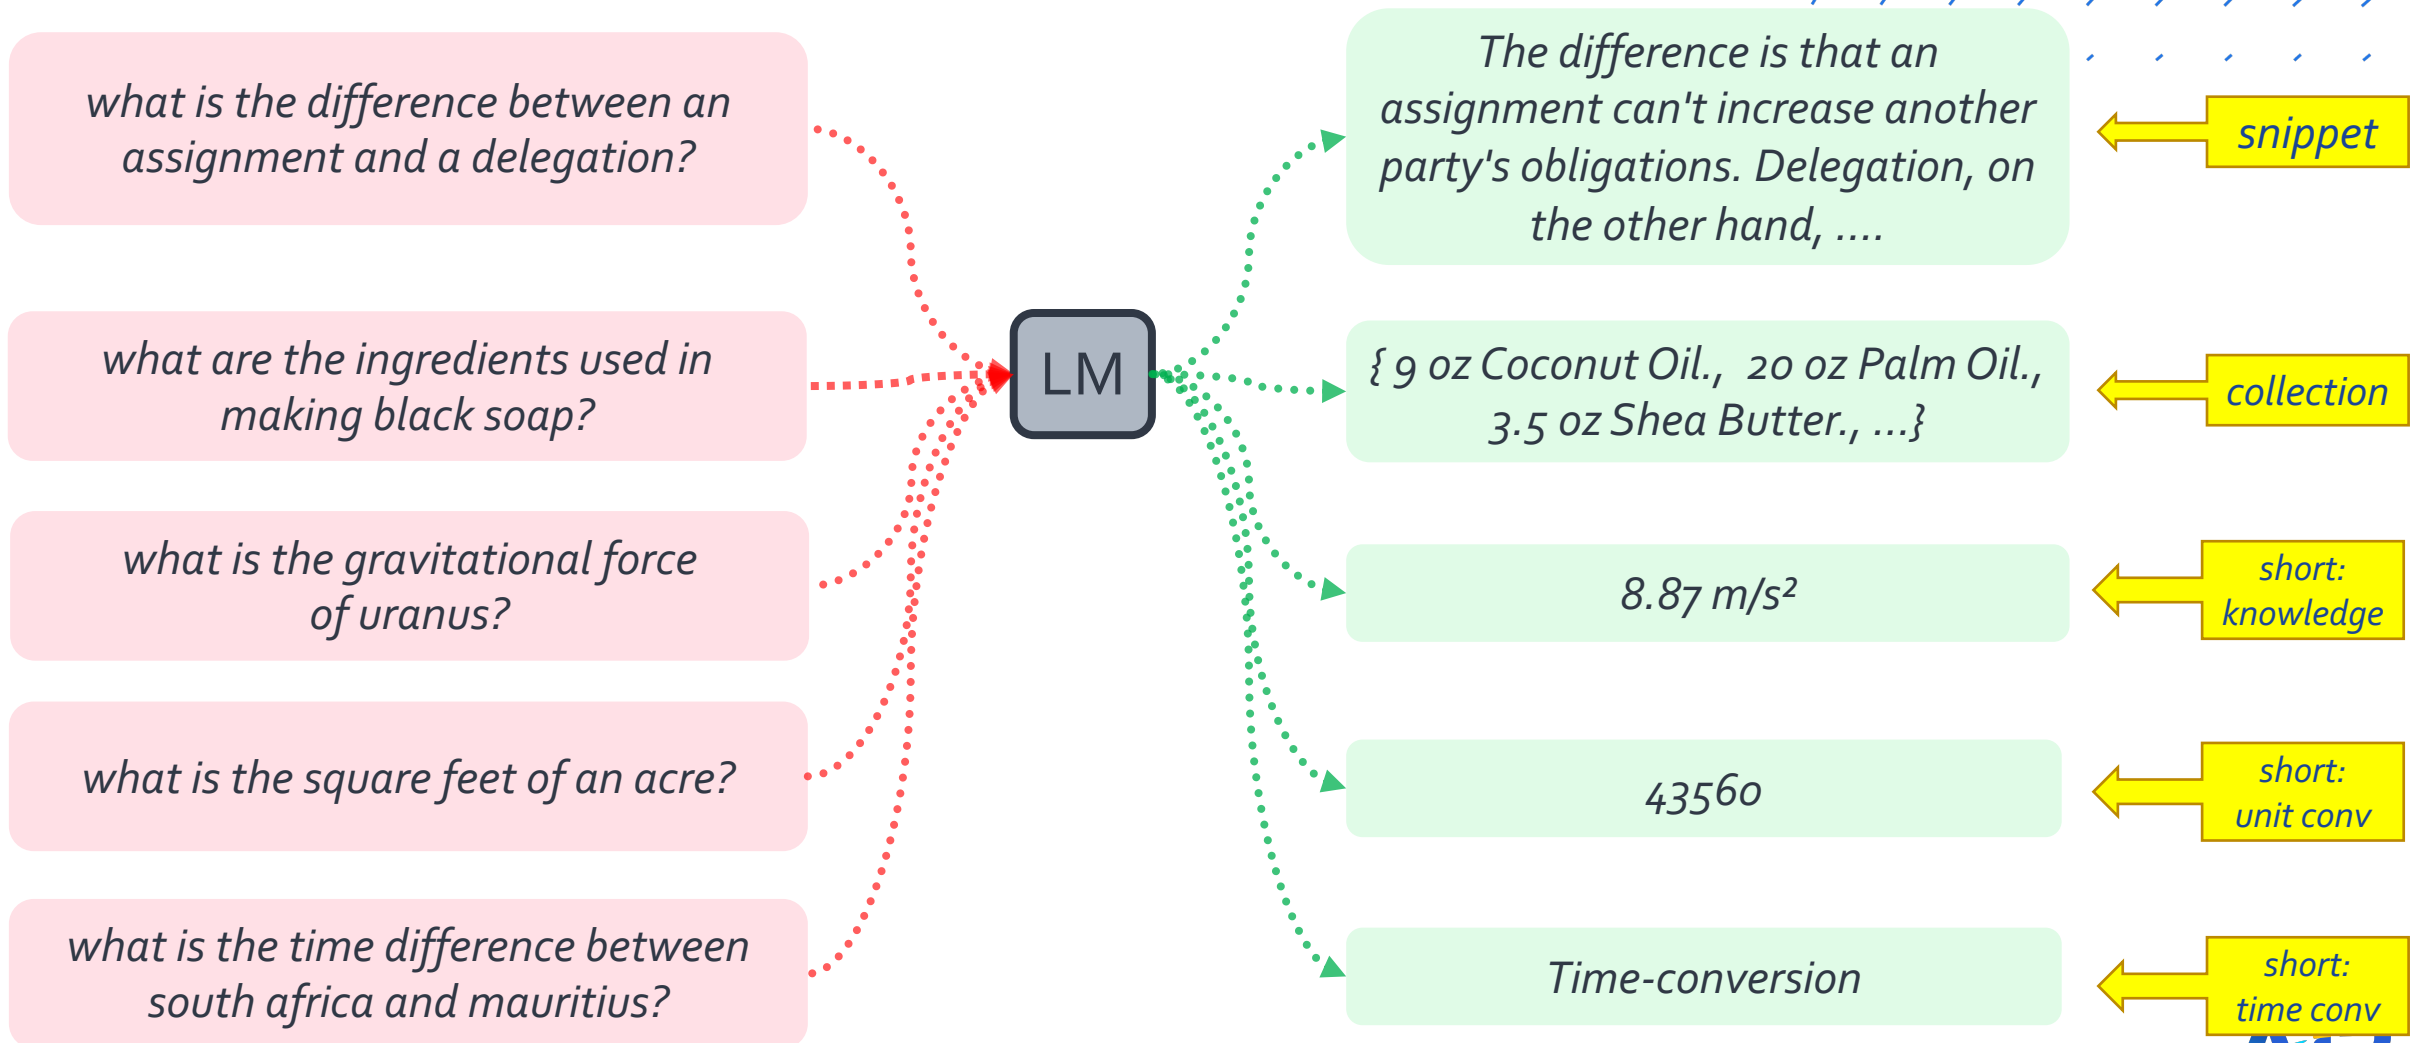 what is the difference between an
assignment and a delegation?
The difference is that an
assignment can't increase another
party's obligations. Delegation, on
the other hand, ....
snippet
what are the ingredients used in
making black soap?
LM
{ 9 oz Coconut Oil., 20 oz Palm Oil.,
3.5 oz Shea Butter., ...}
collection
what is the gravitational force
of uranus?
8.87 m/s²
short:
knowledge
what is the square feet of an acre?
43560
short:
unit conv
what is the time difference between
south africa and mauritius?
Time-conversion
short:
time conv